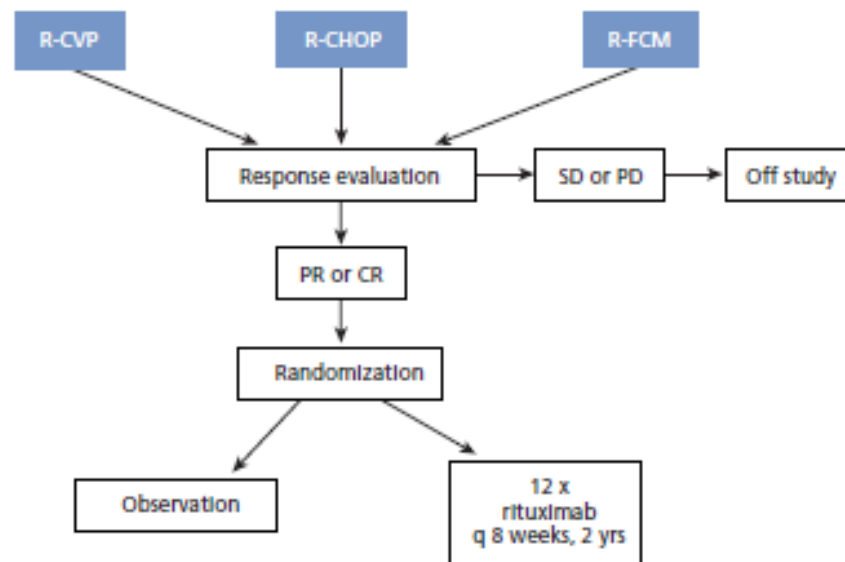 R-CVP
R-CHOP
R-FCM
Response evaluation
SD or PD
Off study
PR or CR
Randomization
Observation
12 x
rituximab
q 8 weeks, 2 yrs